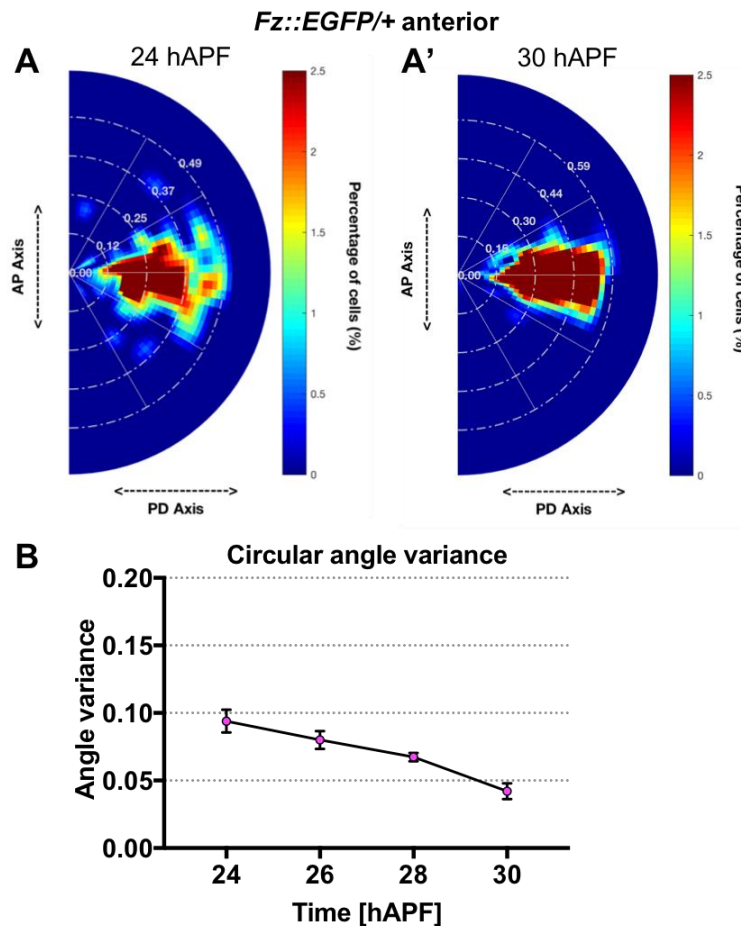 Fz::EGFP/+ anterior
A
24 hAPF
A'
30 hAPF
2.5
2
1.5
1
0.5
0
Percentage of cells (%)
0.49
0.37
0.25
0.12
0.00
AP Axis
PD Axis
2.5
2
1.5
1
0.5
0
Percentage of cells (%)
0.59
0.44
0.30
0.15
0.00
AP Axis
PD Axis
B
Circular angle variance
0.20
0.15
0.10
0.05
0.00
Angle variance
24
26
28
30
Time [hAPF]